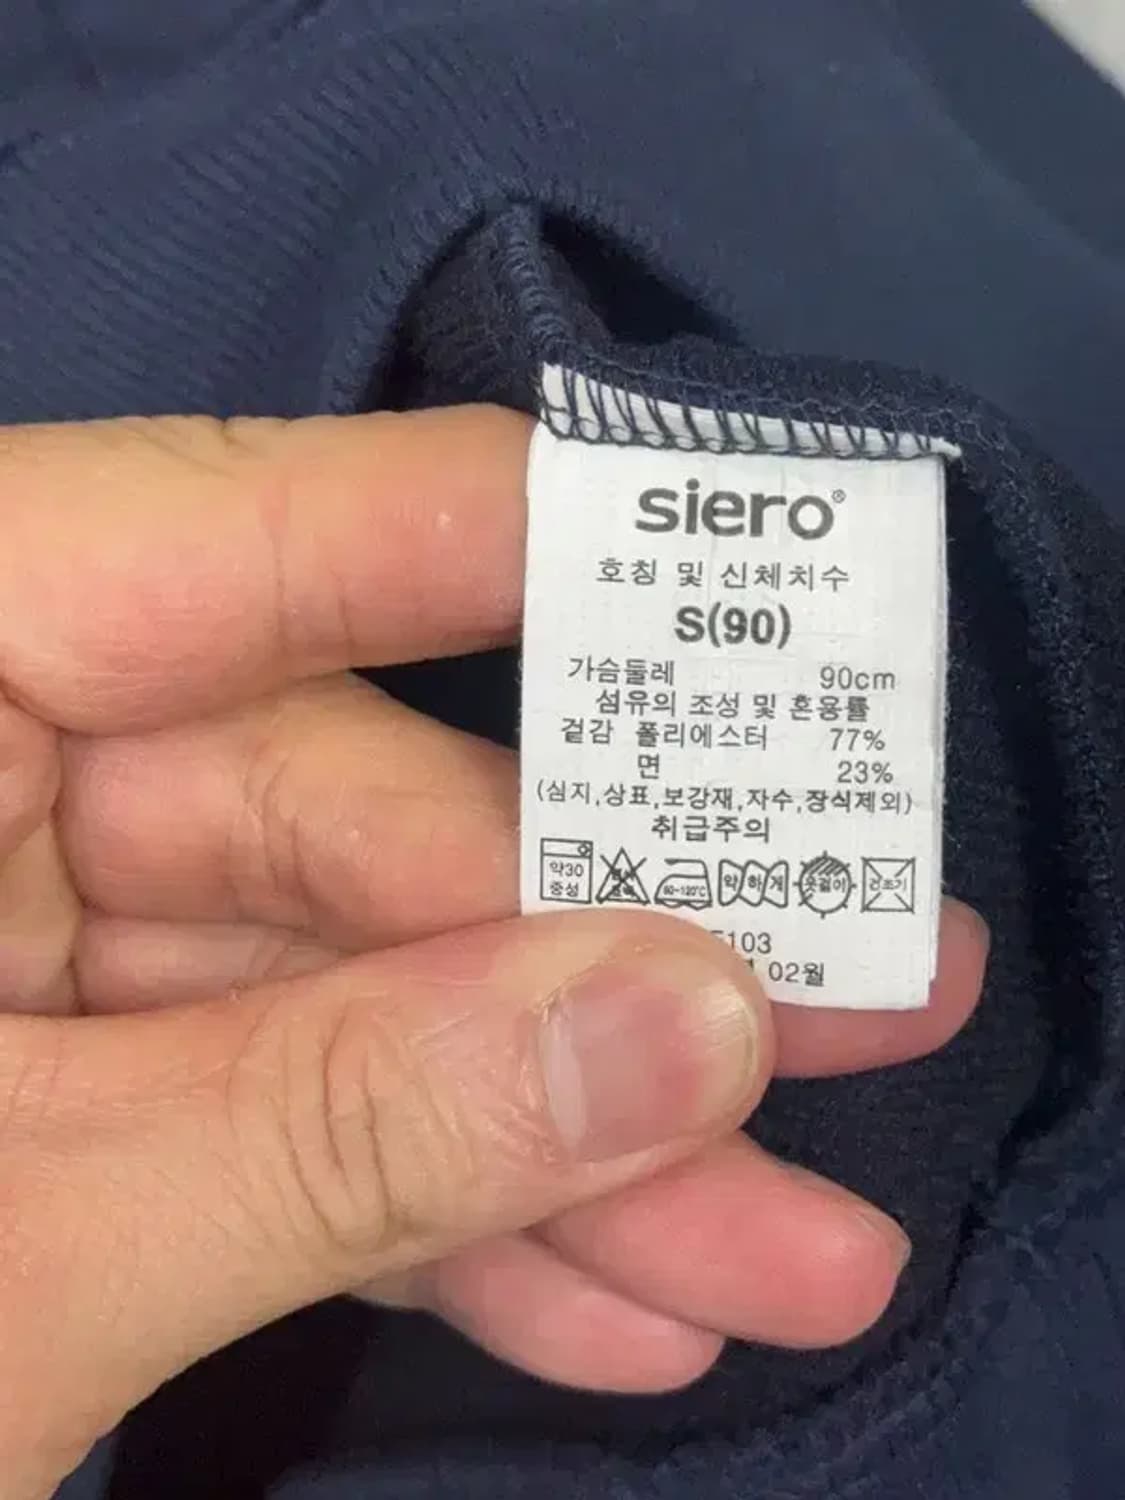 siero®
호칭 및 신체치수
S(90)
가슴둘레 90cm
섬유의 조성 및 혼용률
겉감 폴리에스터 77%
면 23%
(심지,상표,보강재,자수,장식제외)
취급주의
약30 중성 80~120℃ 약하게 옷걸이 건조기
103
02월